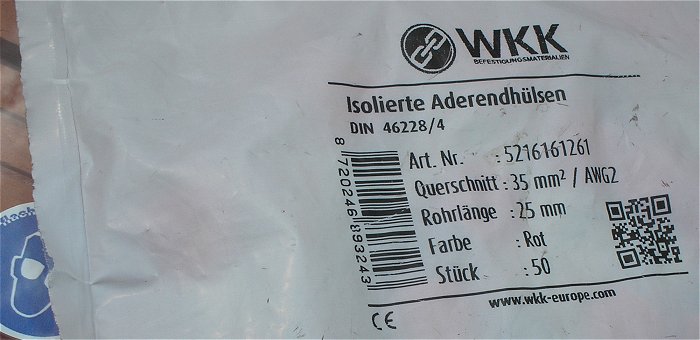 WKK
BEFESTIGUNGSMATERIALIEN
Isolierte Aderendhülsen
DIN 46228/4
Art. Nr. : 5216161261
Querschnitt : 35 mm² / AWG2
Rohrlänge : 25 mm
Farbe : Rot
Stück : 50
8 720246 893243
www.wkk-europe.com
CE